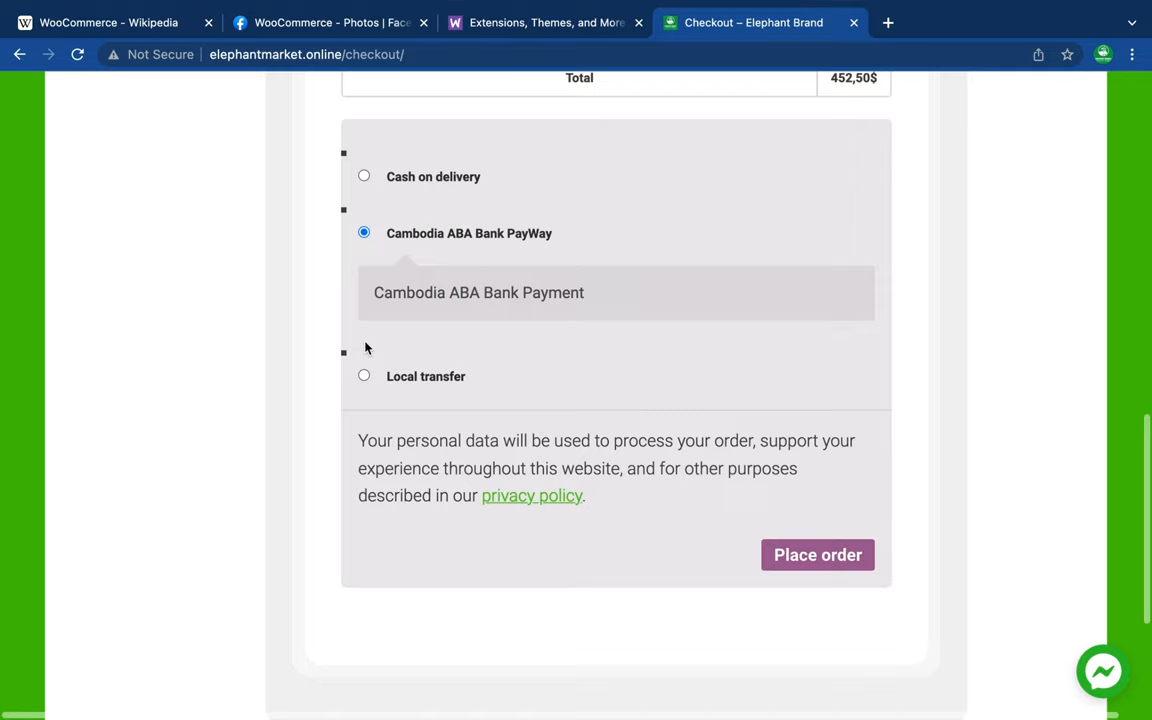 WooCommerce - Wikipedia
WooCommerce - Photos | Face
Extensions, Themes, and More
Checkout – Elephant Brand
Not Secure
elephantmarket.online/checkout/
Total
452,50$
Cash on delivery
Cambodia ABA Bank PayWay
Cambodia ABA Bank Payment
Local transfer
Your personal data will be used to process your order, support your
experience throughout this website, and for other purposes
described in our privacy policy.
Place order